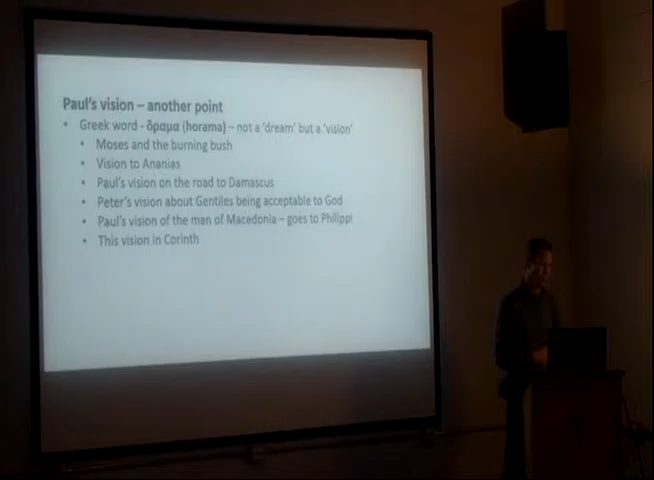 Paul's vision – another point
• Greek word - ὅραμα (horama) – not a 'dream' but a 'vision'
• Moses and the burning bush
• Vision to Ananias
• Paul's vision on the road to Damascus
• Peter's vision about Gentiles being acceptable to God
• Paul's vision of the man of Macedonia – goes to Philippi
• This vision in Corinth